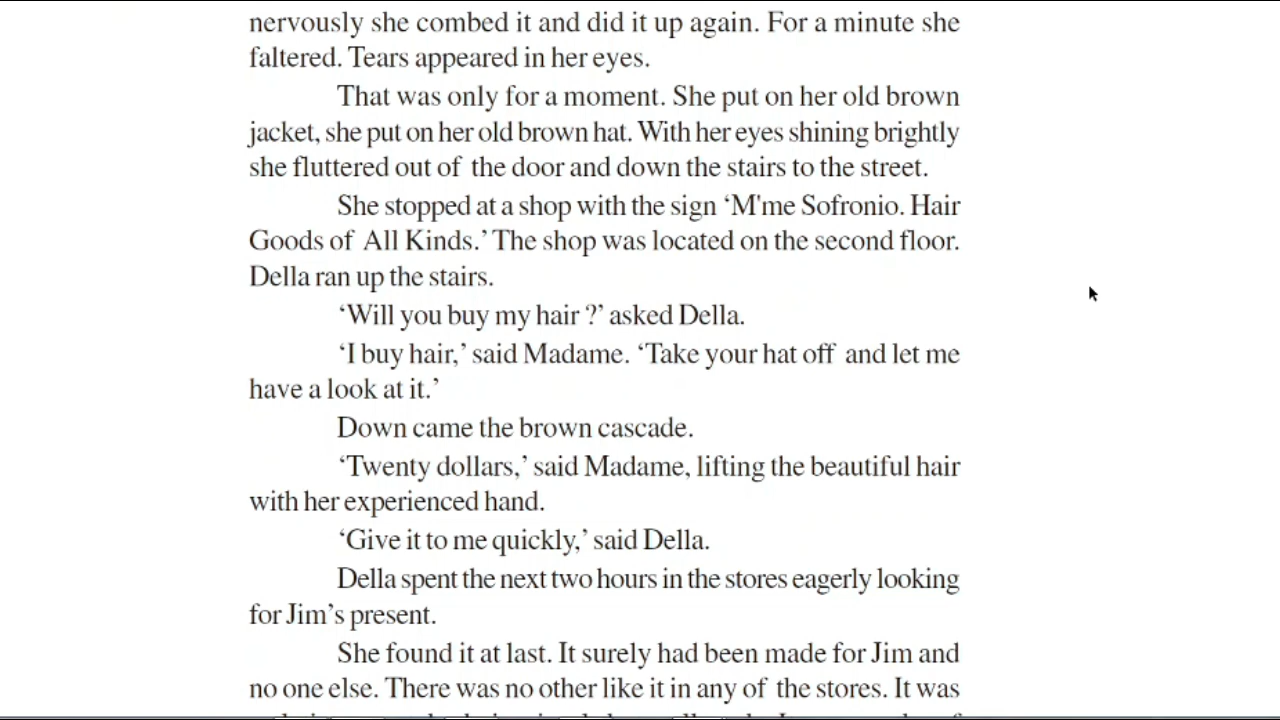 nervously she combed it and did it up again. For a minute she
faltered. Tears appeared in her eyes.
That was only for a moment. She put on her old brown
jacket, she put on her old brown hat. With her eyes shining brightly
she fluttered out of the door and down the stairs to the street.
She stopped at a shop with the sign ‘M'me Sofronio. Hair
Goods of All Kinds.’ The shop was located on the second floor.
Della ran up the stairs.
‘Will you buy my hair ?’ asked Della.
‘I buy hair,’ said Madame. ‘Take your hat off and let me
have a look at it.’
Down came the brown cascade.
‘Twenty dollars,’ said Madame, lifting the beautiful hair
with her experienced hand.
‘Give it to me quickly,’ said Della.
Della spent the next two hours in the stores eagerly looking
for Jim’s present.
She found it at last. It surely had been made for Jim and
no one else. There was no other like it in any of the stores. It was